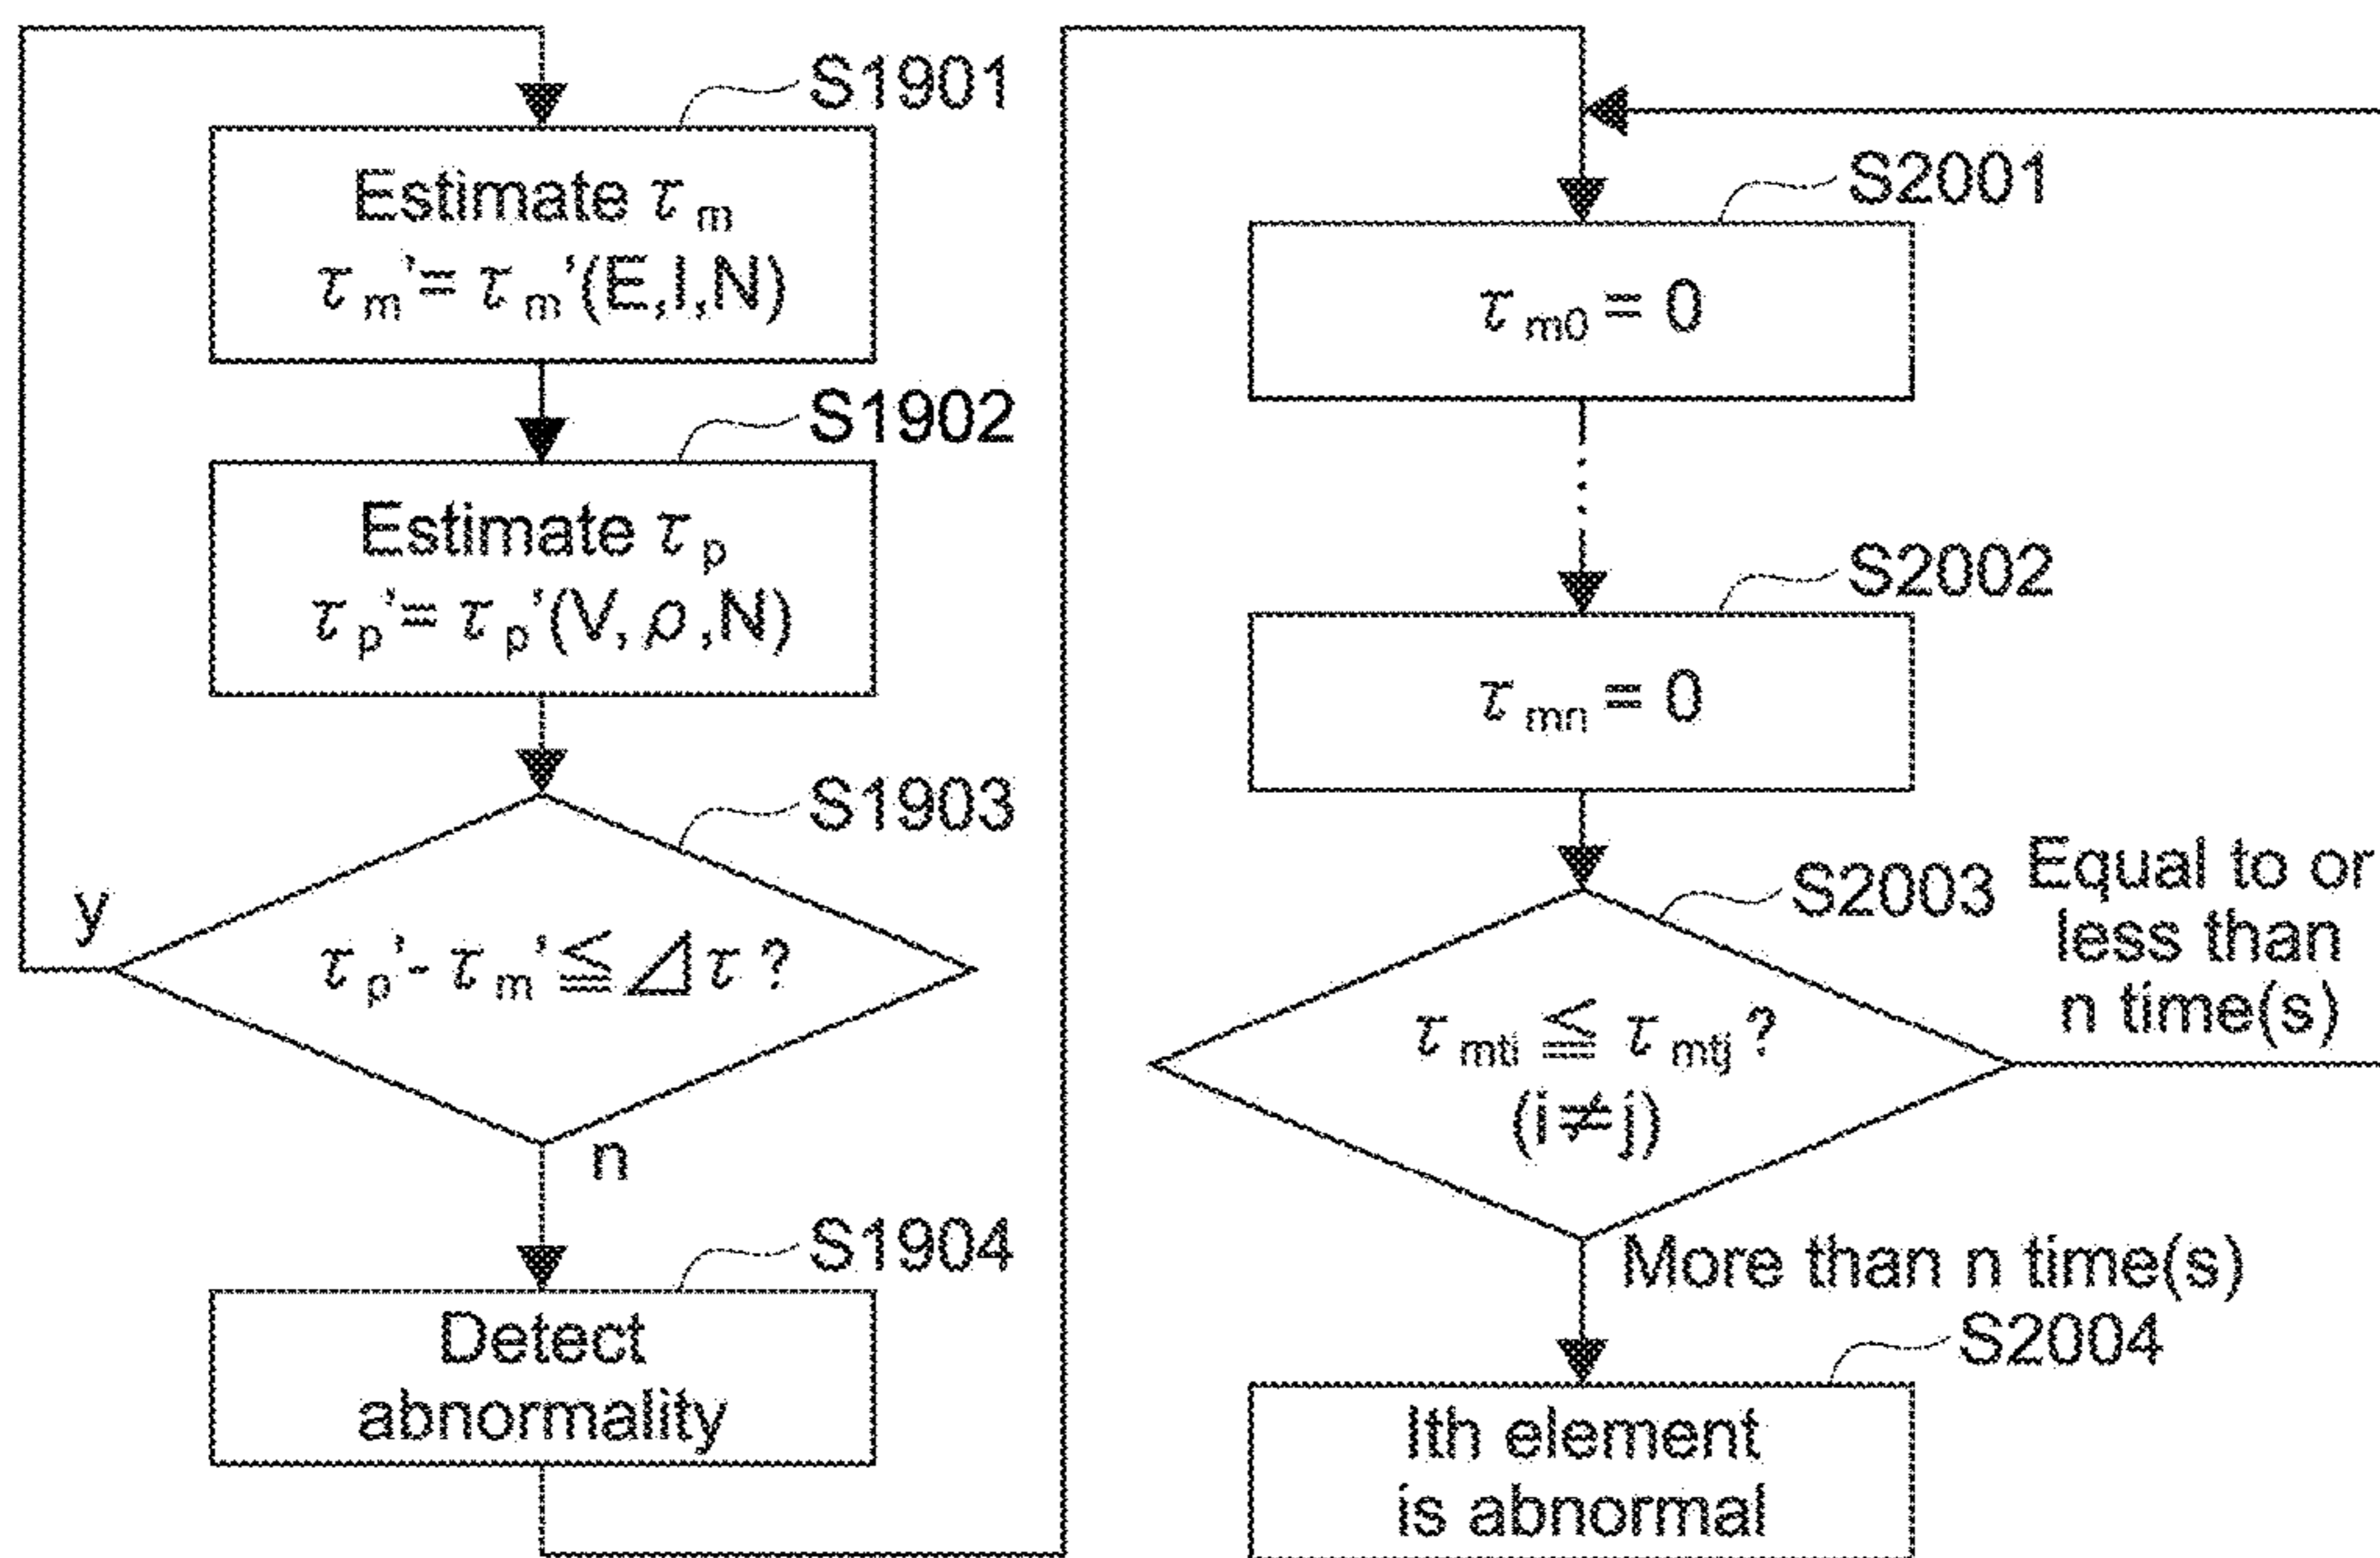 S1901
Estimate τm
τm'= τm'(E,I,N)
S1902
Estimate τp
τp'= τp'(V, ρ,N)
S1903
τp'- τm'≦⊿τ?
y
n
S1904
Detect
abnormality
S2001
τm0 = 0
S2002
τmn = 0
S2003
τmti ≦ τmtj?
(i≠j)
Equal to or
less than
n time(s)
More than n time(s)
S2004
Ith element
is abnormal